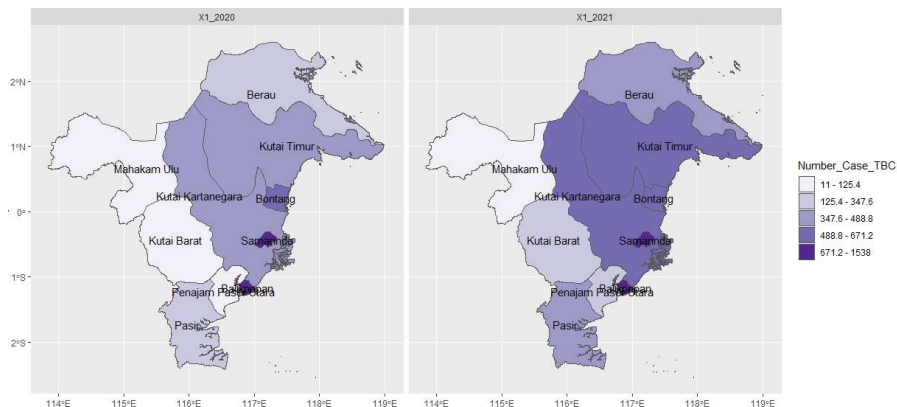 X1_2020
X1_2021
2°N
1°N
0°
1°S
2°S
Berau
Kutai Timur
Mahakam Ulu
Kutai Kartanegara
Bontang
Kutai Barat
Samarinda
Balikpapan
Penajam Paser Utara
Pasir
Berau
Kutai Timur
Mahakam Ulu
Kutai Kartanegara
Bontang
Kutai Barat
Samarinda
Balikpapan
Penajam Paser Utara
Pasir
Number_Case_TBC
11 - 125.4
125.4 - 347.6
347.6 - 488.8
488.8 - 671.2
671.2 - 1538
114°E
115°E
116°E
117°E
118°E
119°E
114°E
115°E
116°E
117°E
118°E
119°E